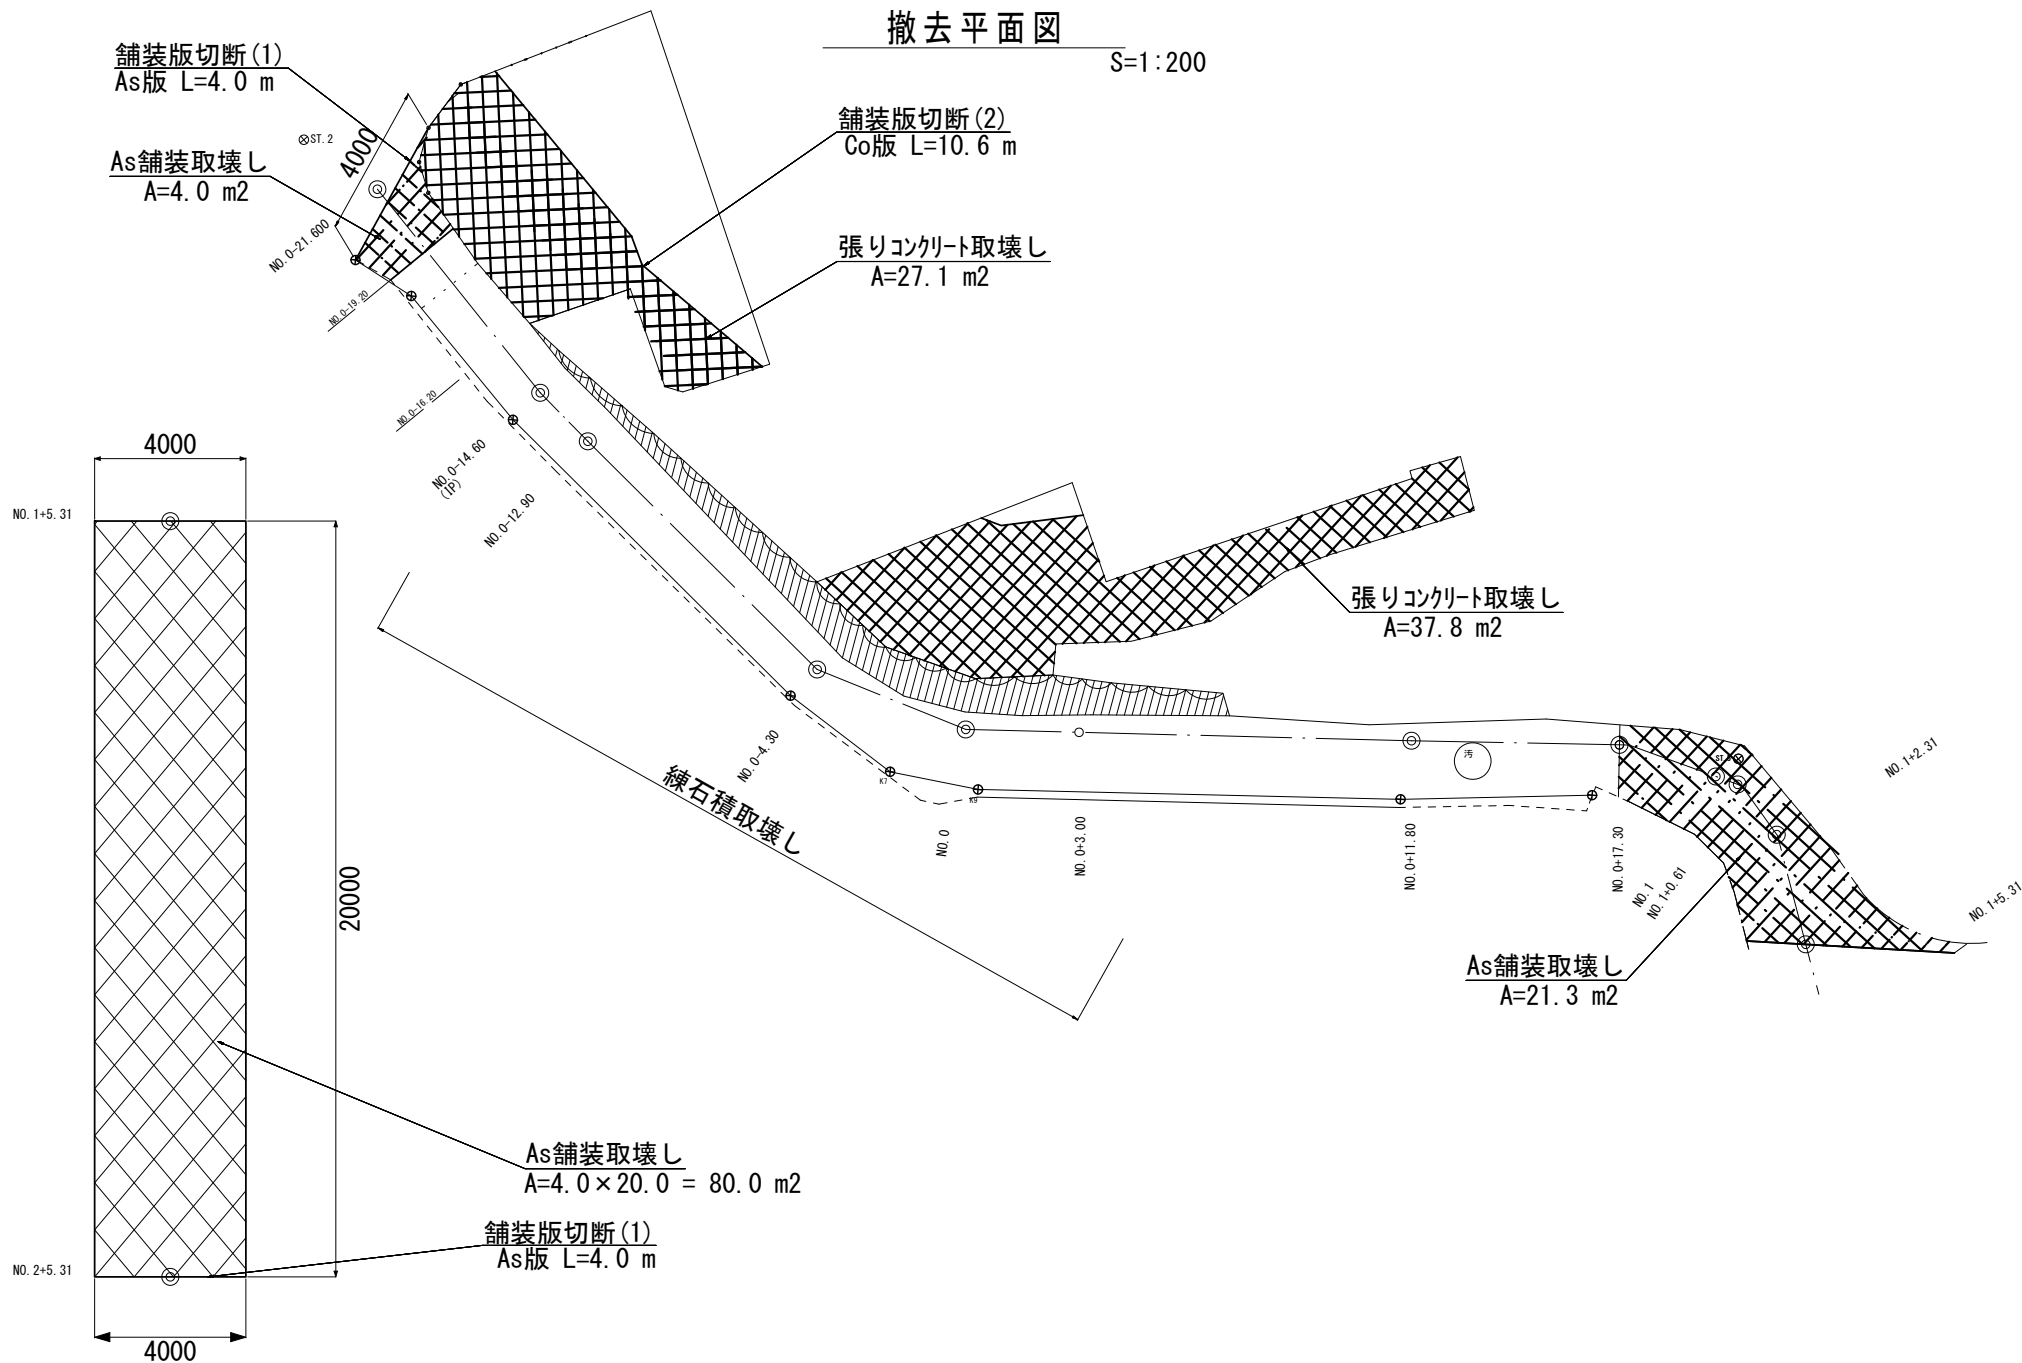 撤去平面図
S=1:200
舗装版切断(1)
As版 L=4.0 m
4000
ST.2
As舗装取壊し
A=4.0 m2
舗装版切断(2)
Co版 L=10.6 m
張りコンクリート取壊し
A=27.1 m2
NO.0-21.600
NO.0-19.20
NO.0-16.20
NO.0-14.60
(IP)
NO.0-12.90
4000
NO.1+5.31
20000
張りコンクリート取壊し
A=37.8 m2
NO.0-4.30
練石積取壊し
K7
K9
NO.0
NO.0+3.00
汚
NO.0+11.80
NO.0+17.30
NO.1
NO.1+0.61
NO.1+2.31
NO.1+5.31
As舗装取壊し
A=21.3 m2
As舗装取壊し
A=4.0×20.0 = 80.0 m2
舗装版切断(1)
As版 L=4.0 m
NO.2+5.31
4000